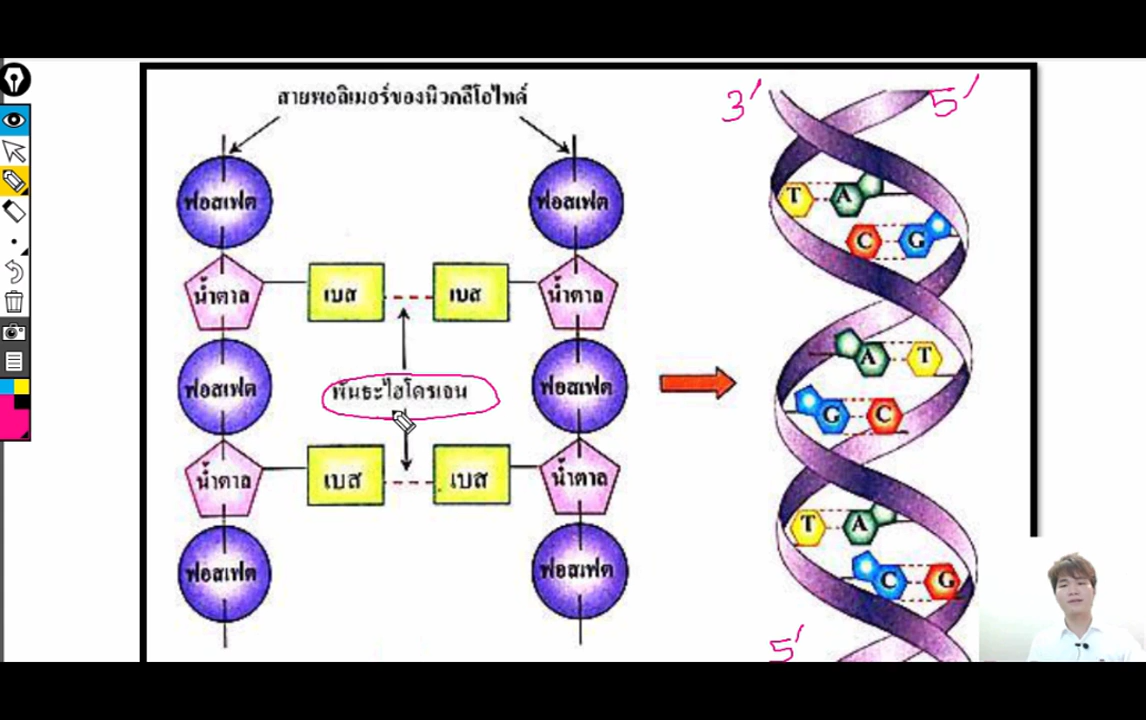 สายพอลิเมอร์ของนิวคลีโอไทด์
3' 5'
ฟอสเฟต ฟอสเฟต
T A
C G
น้ำตาล เบส เบส น้ำตาล
A T
ฟอสเฟต พันธะไฮโดรเจน ฟอสเฟต
G C
น้ำตาล เบส เบส น้ำตาล
T A
ฟอสเฟต ฟอสเฟต
C G
5'